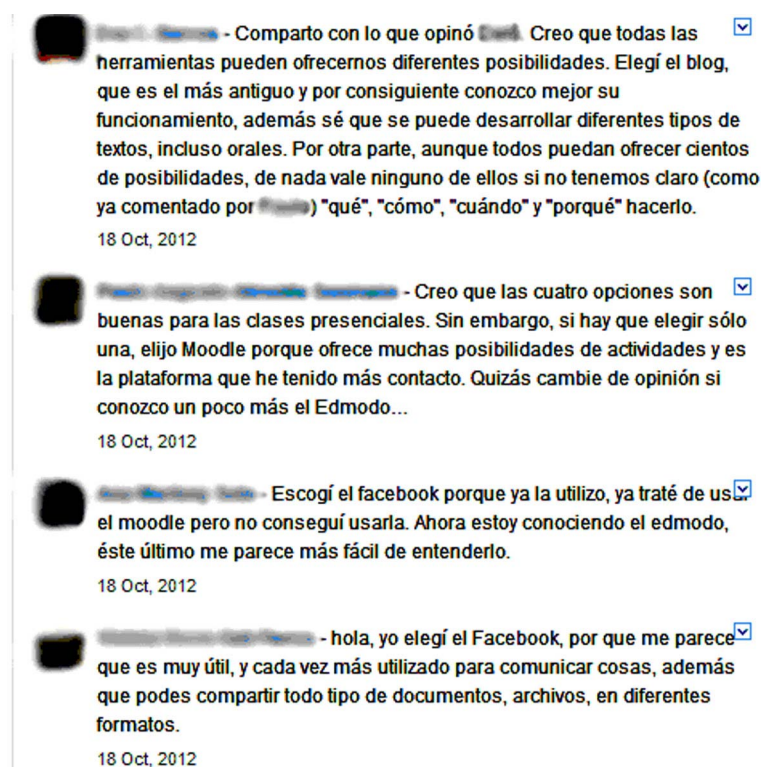 - Comparto con lo que opinó . Creo que todas las
herramientas pueden ofrecernos diferentes posibilidades. Elegí el blog,
que es el más antiguo y por consiguiente conozco mejor su
funcionamiento, además sé que se puede desarrollar diferentes tipos de
textos, incluso orales. Por otra parte, aunque todos puedan ofrecer cientos
de posibilidades, de nada vale ninguno de ellos si no tenemos claro (como
ya comentado por ) "qué", "cómo", "cuándo" y "porqué" hacerlo.
18 Oct, 2012
- Creo que las cuatro opciones son
buenas para las clases presenciales. Sin embargo, si hay que elegir sólo
una, elijo Moodle porque ofrece muchas posibilidades de actividades y es
la plataforma que he tenido más contacto. Quizás cambie de opinión si
conozco un poco más el Edmodo...
18 Oct, 2012
- Escogí el facebook porque ya la utilizo, ya traté de usar
el moodle pero no conseguí usarla. Ahora estoy conociendo el edmodo,
éste último me parece más fácil de entenderlo.
18 Oct, 2012
- hola, yo elegí el Facebook, por que me parece
que es muy útil, y cada vez más utilizado para comunicar cosas, además
que podes compartir todo tipo de documentos, archivos, en diferentes
formatos.
18 Oct, 2012